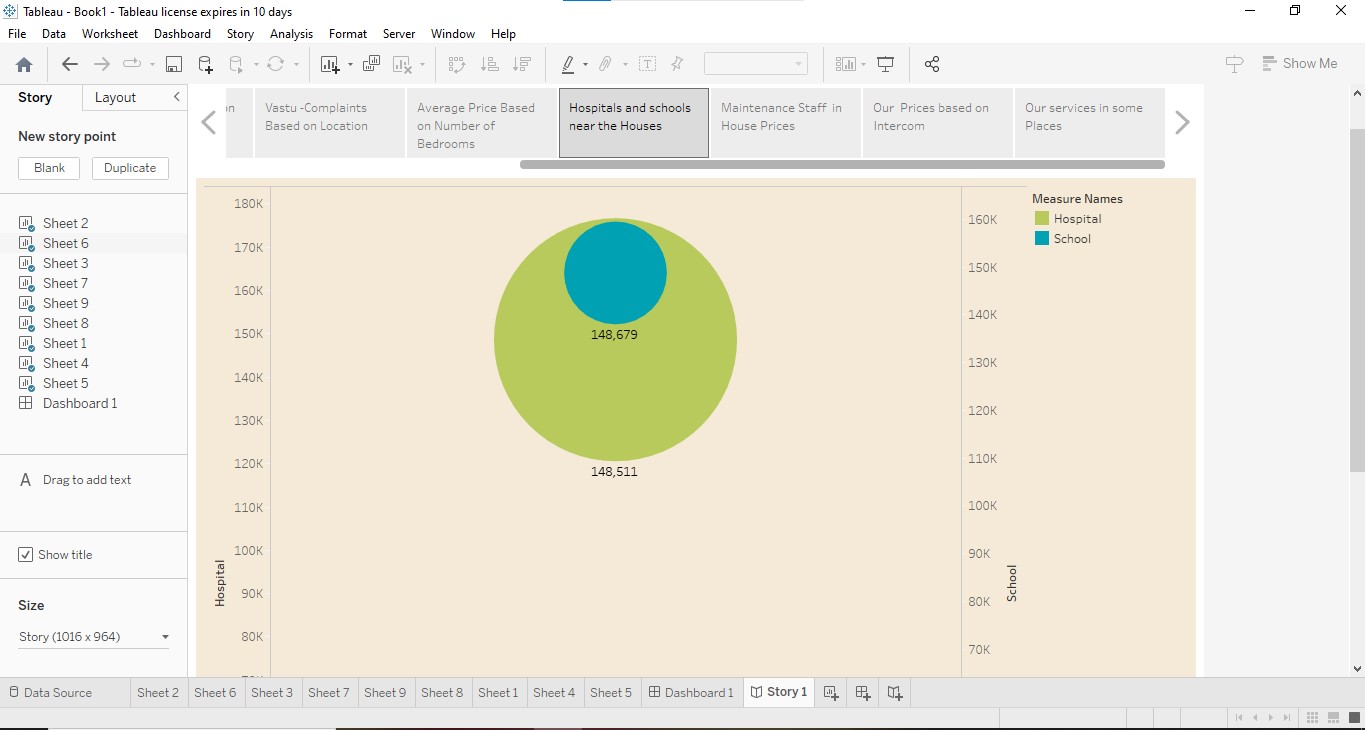 Tableau - Book1 - Tableau license expires in 10 days
File Data Worksheet Dashboard Story Analysis Format Server Window Help
Show Me
Story Layout
New story point
Blank Duplicate
Sheet 2
Sheet 6
Sheet 3
Sheet 7
Sheet 9
Sheet 8
Sheet 1
Sheet 4
Sheet 5
Dashboard 1
A Drag to add text
Show title
Size
Story (1016 x 964)
on
Vastu -Complaints
Based on Location
Average Price Based
on Number of
Bedrooms
Hospitals and schools
near the Houses
Maintenance Staff in
House Prices
Our Prices based on
Intercom
Our services in some
Places
180K
170K
160K
150K
140K
130K
120K
110K
100K
90K
80K
Hospital
148,679
148,511
160K
150K
140K
130K
120K
110K
100K
90K
80K
70K
School
Measure Names
Hospital
School
Data Source Sheet 2 Sheet 6 Sheet 3 Sheet 7 Sheet 9 Sheet 8 Sheet 1 Sheet 4 Sheet 5 Dashboard 1 Story 1